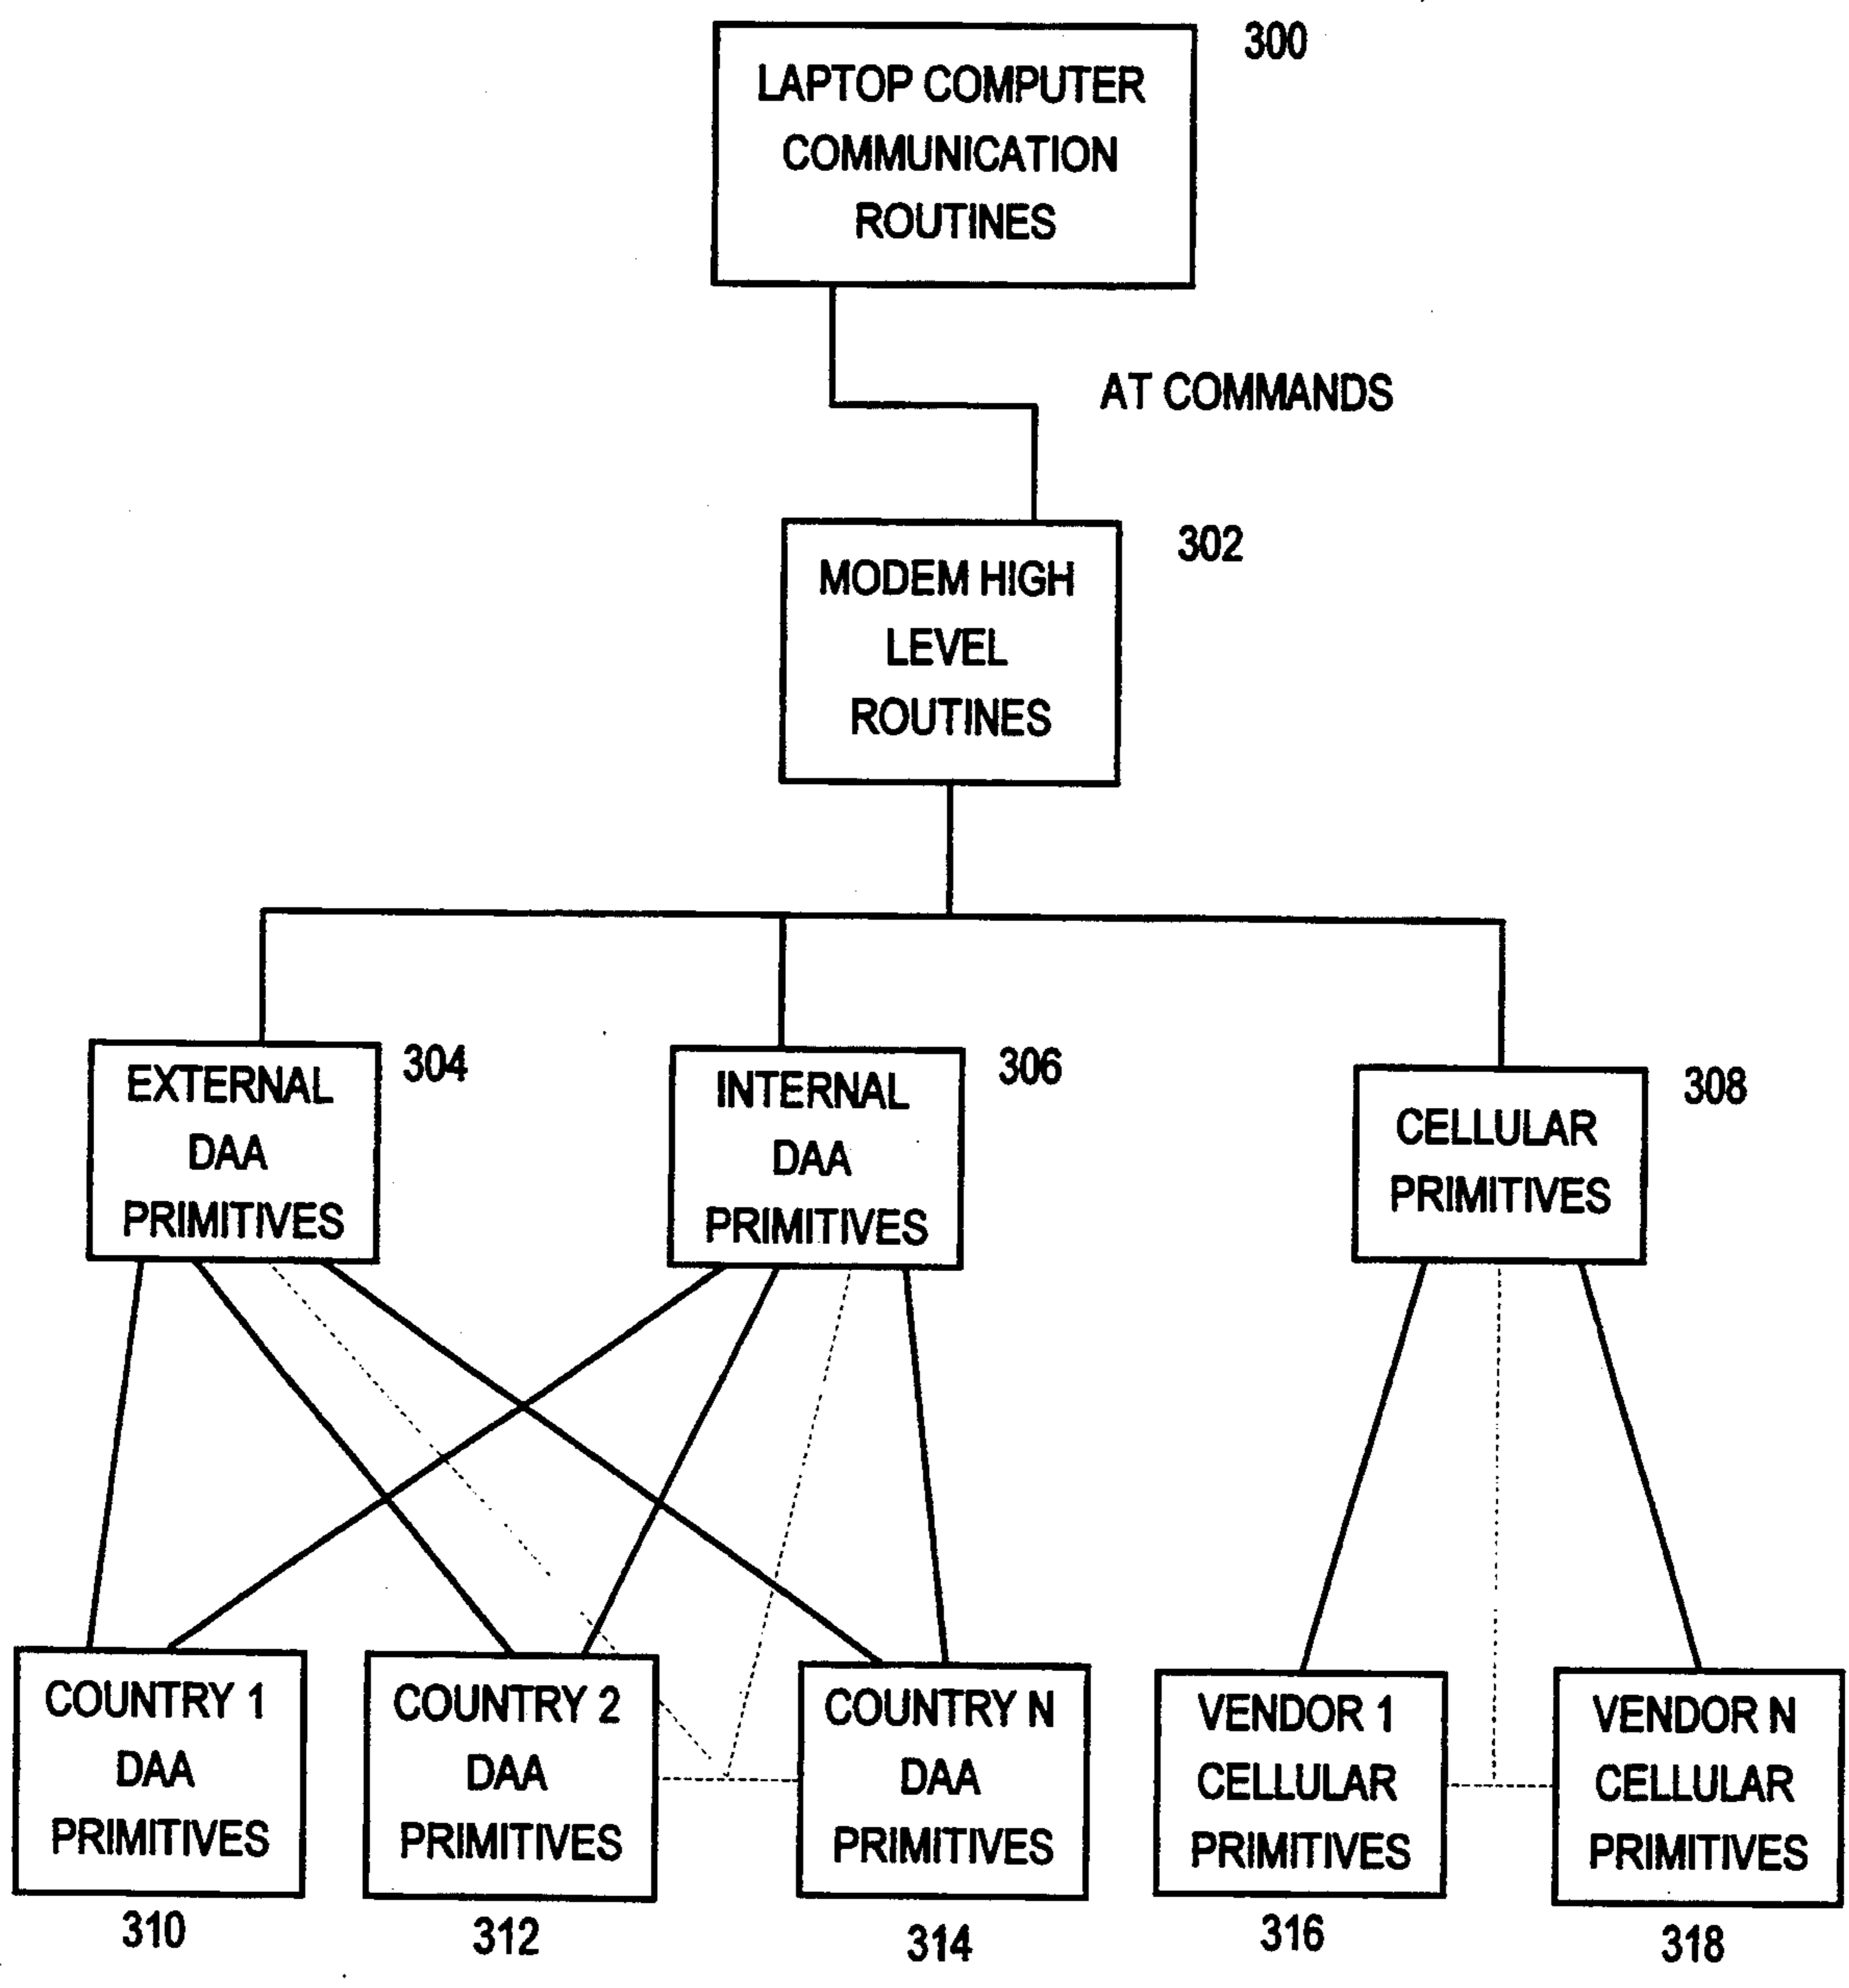 300
LAPTOP COMPUTER
COMMUNICATION
ROUTINES
AT COMMANDS
302
MODEM HIGH
LEVEL
ROUTINES
304
EXTERNAL
DAA
PRIMITIVES
306
INTERNAL
DAA
PRIMITIVES
308
CELLULAR
PRIMITIVES
COUNTRY 1
DAA
PRIMITIVES
310
COUNTRY 2
DAA
PRIMITIVES
312
COUNTRY N
DAA
PRIMITIVES
314
VENDOR 1
CELLULAR
PRIMITIVES
316
VENDOR N
CELLULAR
PRIMITIVES
318